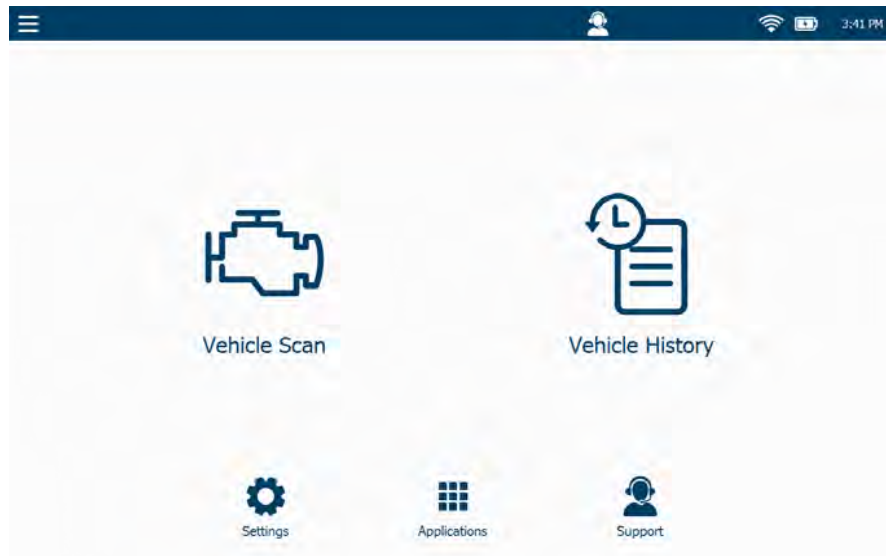 3:41 PM
Vehicle Scan
Vehicle History
Settings
Applications
Support